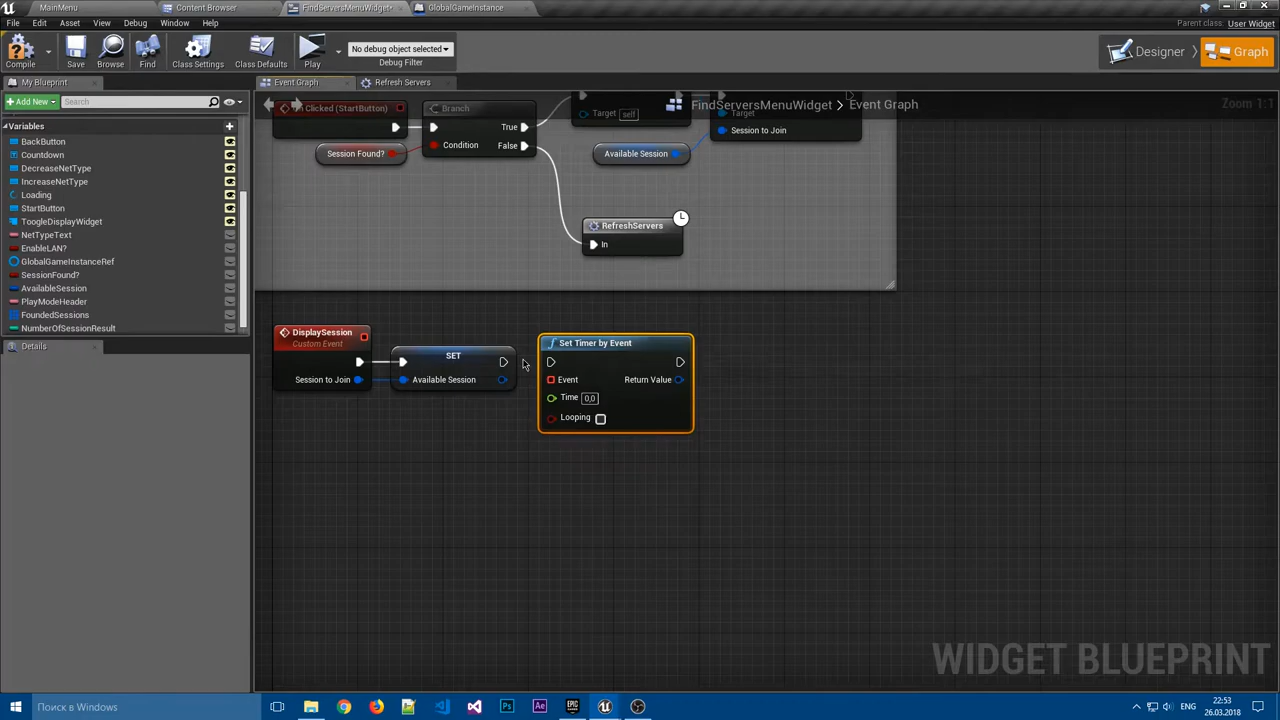 MainMenu
Content Browser
FindServersMenuWidget*
GlobalGameInstance
File
Edit
Asset
View
Debug
Window
Help
Parent class: User Widget
Compile
Save
Browse
Find
Class Settings
Class Defaults
Play
No debug object selected
Debug Filter
Designer
Graph
My Blueprint
Event Graph
Refresh Servers
Add New
Search
FindServersMenuWidget > Event Graph
Zoom 1:1
Variables
BackButton
Countdown
DecreaseNetType
IncreaseNetType
Loading
StartButton
ToogleDisplayWidget
NetTypeText
EnableLAN?
GlobalGameInstanceRef
SessionFound?
AvailableSession
PlayModeHeader
FoundedSessions
NumberOfSessionResult
Details
Clicked (StartButton)
Session Found?
Branch
True
Condition
False
Target
self
Available Session
Target
Session to Join
RefreshServers
In
DisplaySession
Custom Event
Session to Join
SET
Available Session
Set Timer by Event
Event
Return Value
Time
0,0
Looping
WIDGET BLUEPRINT
Поиск в Windows
ENG
22:53
26.03.2018